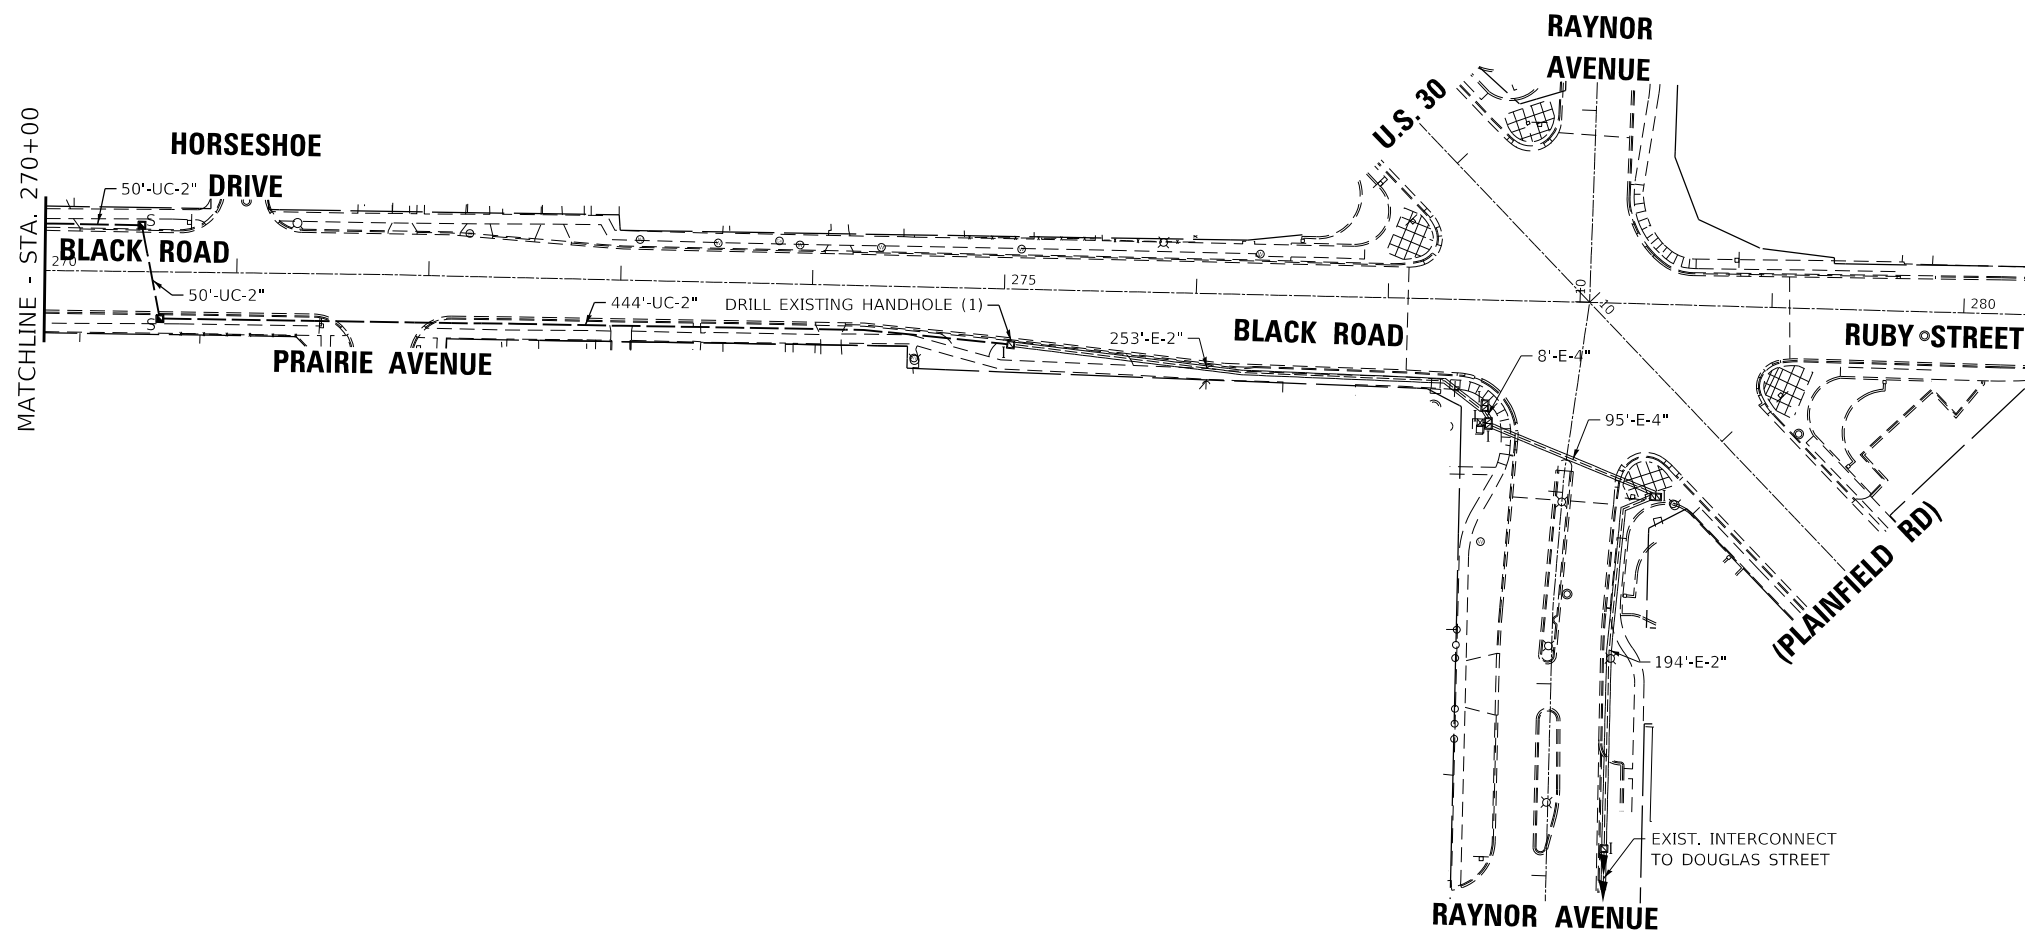 RAYNOR
AVENUE
U.S. 30
MATCHLINE - STA. 270+00
HORSESHOE
DRIVE
50'-UC-2"
S
BLACK ROAD
270
50'-UC-2"
S
444'-UC-2"
DRILL EXISTING HANDHOLE (1)
275
I
253'-E-2"
BLACK ROAD
10
10
280
RUBY STREET
PRAIRIE AVENUE
8'-E-4"
I
I
95'-E-4"
(PLAINFIELD RD)
194'-E-2"
I
EXIST. INTERCONNECT
TO DOUGLAS STREET
RAYNOR AVENUE